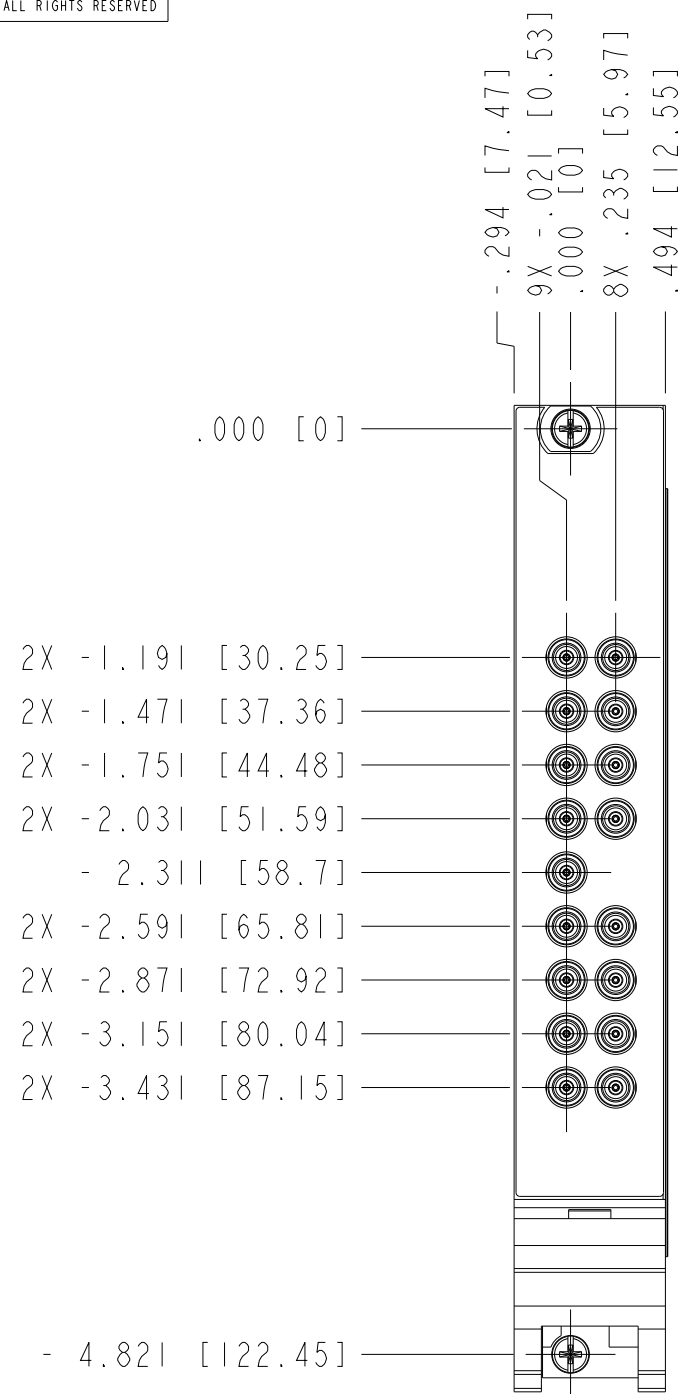 ALL RIGHTS RESERVED
-.294 [7.47]
9X -.021 [0.53]
.000 [0]
8X .235 [5.97]
.494 [12.55]
.000 [0]
2X -1.191 [30.25]
2X -1.471 [37.36]
2X -1.751 [44.48]
2X -2.031 [51.59]
- 2.311 [58.7]
2X -2.591 [65.81]
2X -2.871 [72.92]
2X -3.151 [80.04]
2X -3.431 [87.15]
- 4.821 [122.45]